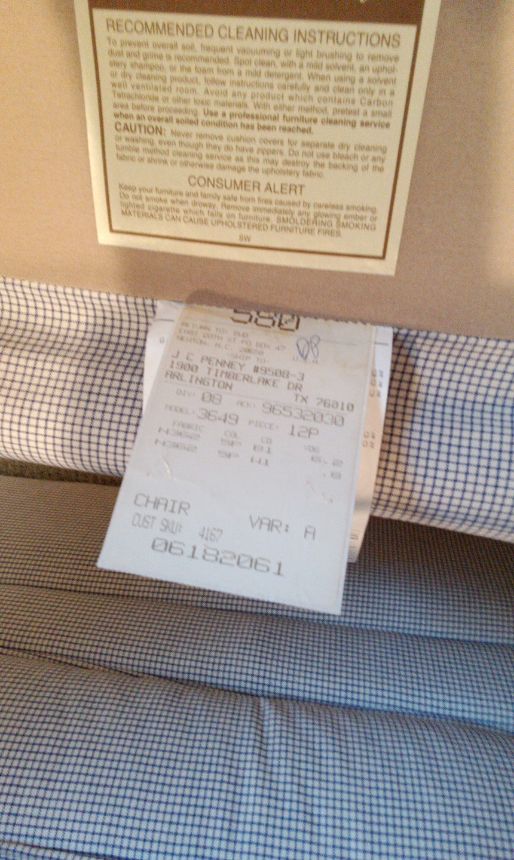 RECOMMENDED CLEANING INSTRUCTIONS
To prevent overall soil, frequent vacuuming or light brushing to remove
dust and grime is recommended. Spot clean, with a mild solvent, an uphol-
stery shampoo, or the foam from a mild detergent. When using a solvent
or dry cleaning product, follow instructions carefully and clean only in a
well ventilated room. Avoid any product which contains Carbon
Tetrachloride or other toxic materials. With either method, pretest a small
area before proceeding. Use a professional furniture cleaning service
when an overall soiled condition has been reached.
CAUTION: Never remove cushion covers for separate dry cleaning
or washing, even though they do have zippers. Do not use bleach or any
tumble method cleaning service as this may destroy the backing of the
fabric or shrink or otherwise damage the upholstery fabric.
CONSUMER ALERT
Keep your furniture and family safe from fires caused by careless smoking.
Do not smoke when drowsy. Remove immediately any glowing ember or
lighted cigarette which falls on furniture. SMOLDERING SMOKING
MATERIALS CAN CAUSE UPHOLSTERED FURNITURE FIRES.
SW
580
RETURN TO:
NEWTON, N.C.
SHIP TO:
J C PENNEY #9508-3
1900 TIMBERLAKE DR
ARLINGTON TX 76010
DIV: 08 ACK: 96532030
MODEL: 3649 PIECE: 12P
FABRIC COL CD YDS
CHAIR VAR: A
CUST SKU: 4167
06182061